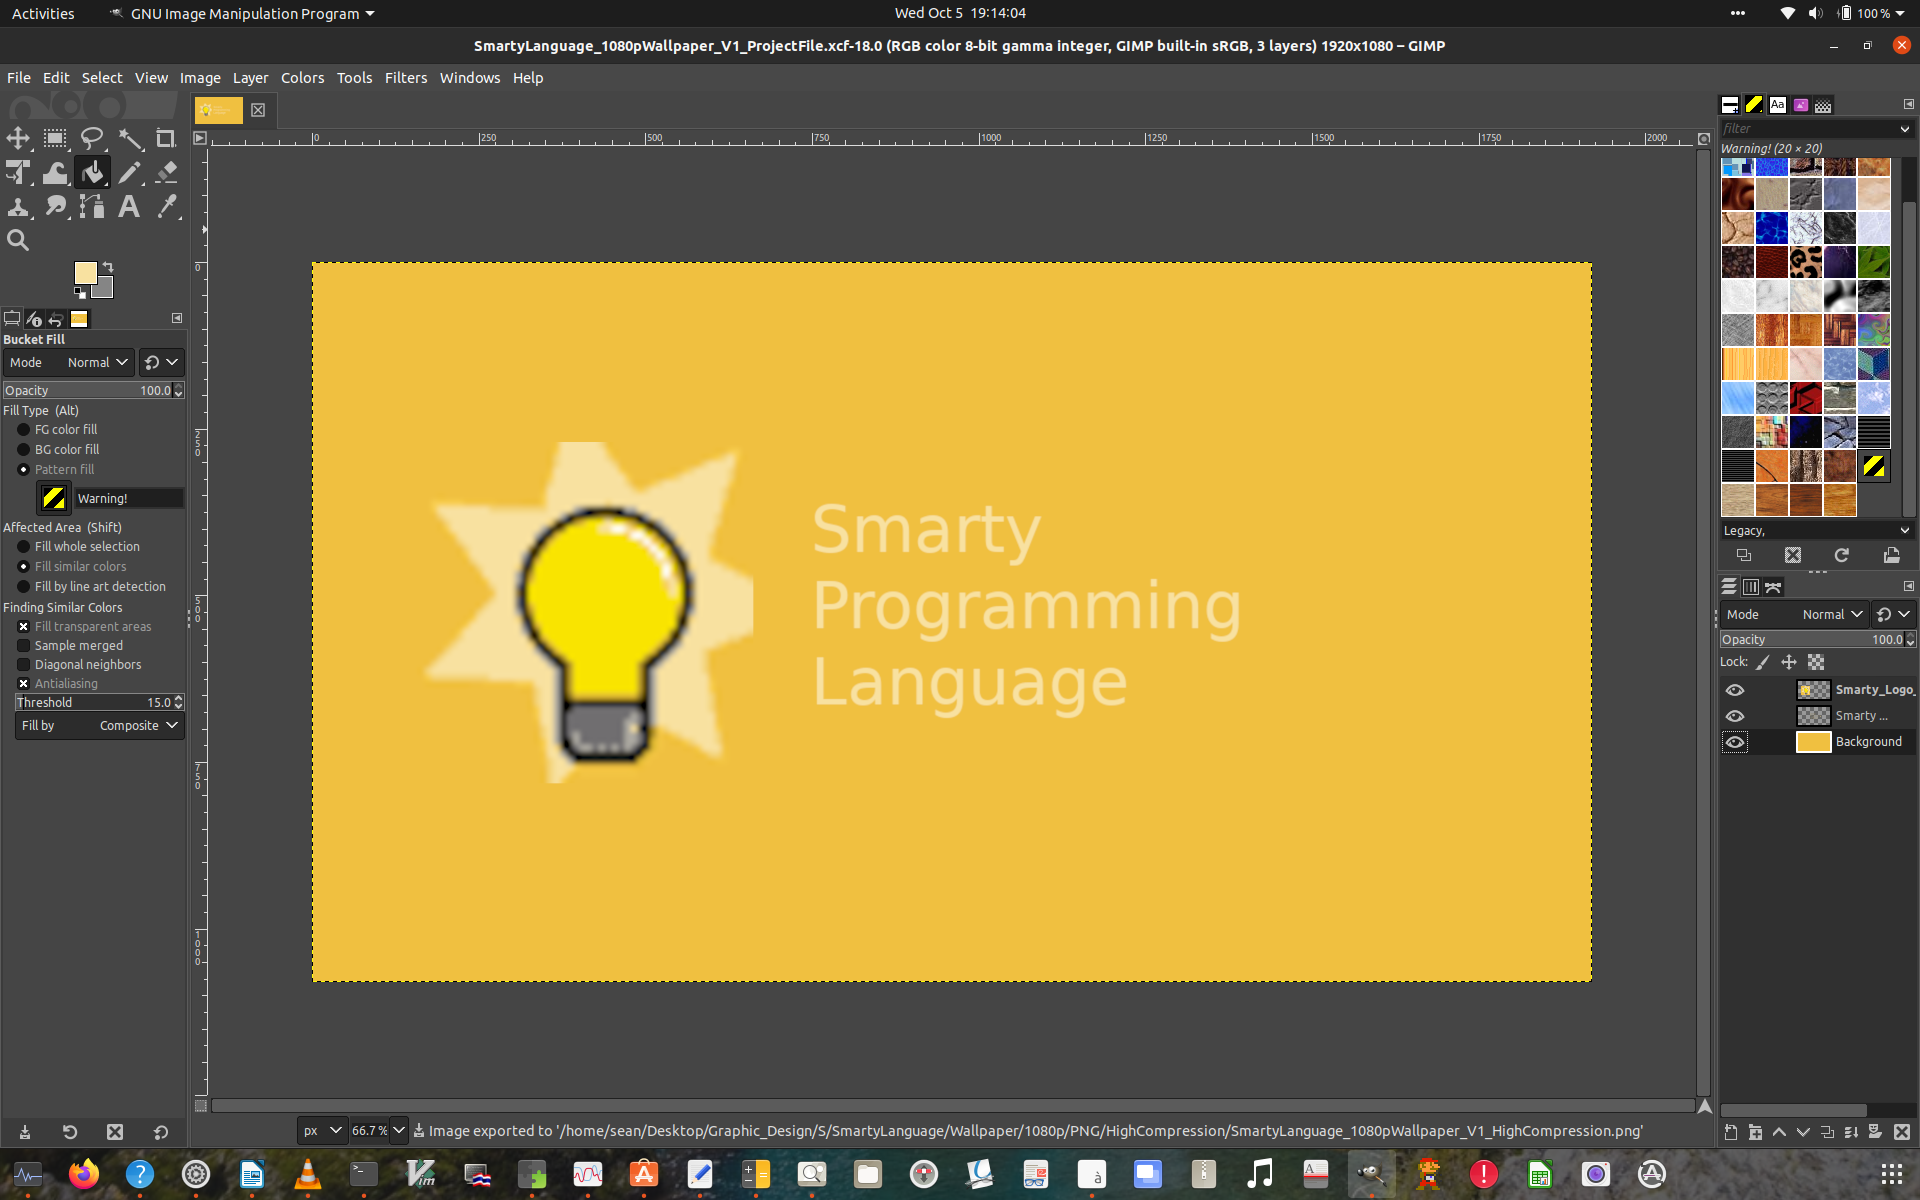 Activities
GNU Image Manipulation Program
Wed Oct 5 19:14:04
100 %
SmartyLanguage_1080pWallpaper_V1_ProjectFile.xcf-18.0 (RGB color 8-bit gamma integer, GIMP built-in sRGB, 3 layers) 1920x1080 – GIMP
File Edit Select View Image Layer Colors Tools Filters Windows Help
0 250 500 750 1000 1250 1500 1750 2000
0
250
500
750
1000
Bucket Fill
Mode Normal
Opacity 100.0
Fill Type (Alt)
FG color fill
BG color fill
Pattern fill
Warning!
Affected Area (Shift)
Fill whole selection
Fill similar colors
Fill by line art detection
Finding Similar Colors
Fill transparent areas
Sample merged
Diagonal neighbors
Antialiasing
Threshold 15.0
Fill by Composite
Smarty
Programming
Language
Aa
filter
Warning! (20 × 20)
Legacy,
Mode Normal
Opacity 100.0
Lock:
Smarty_Logo_
Smarty ...
Background
px 66.7 % Image exported to '/home/sean/Desktop/Graphic_Design/S/SmartyLanguage/Wallpaper/1080p/PNG/HighCompression/SmartyLanguage_1080pWallpaper_V1_HighCompression.png'